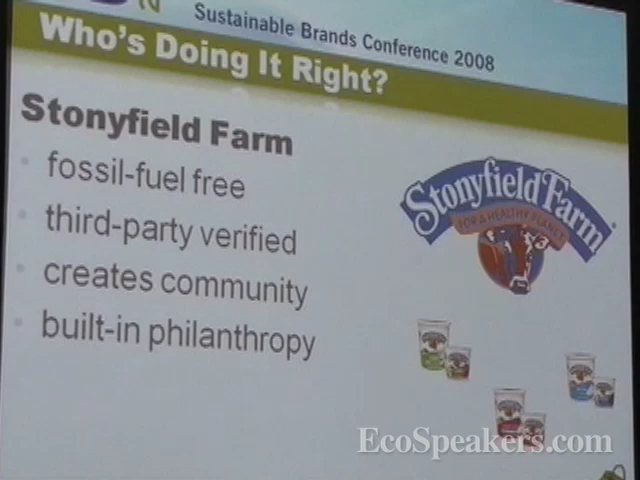 Sustainable Brands Conference 2008
Who's Doing It Right?
Stonyfield Farm
• fossil-fuel free
• third-party verified
• creates community
• built-in philanthropy
Stonyfield Farm
FOR A HEALTHY PLANET
EcoSpeakers.com